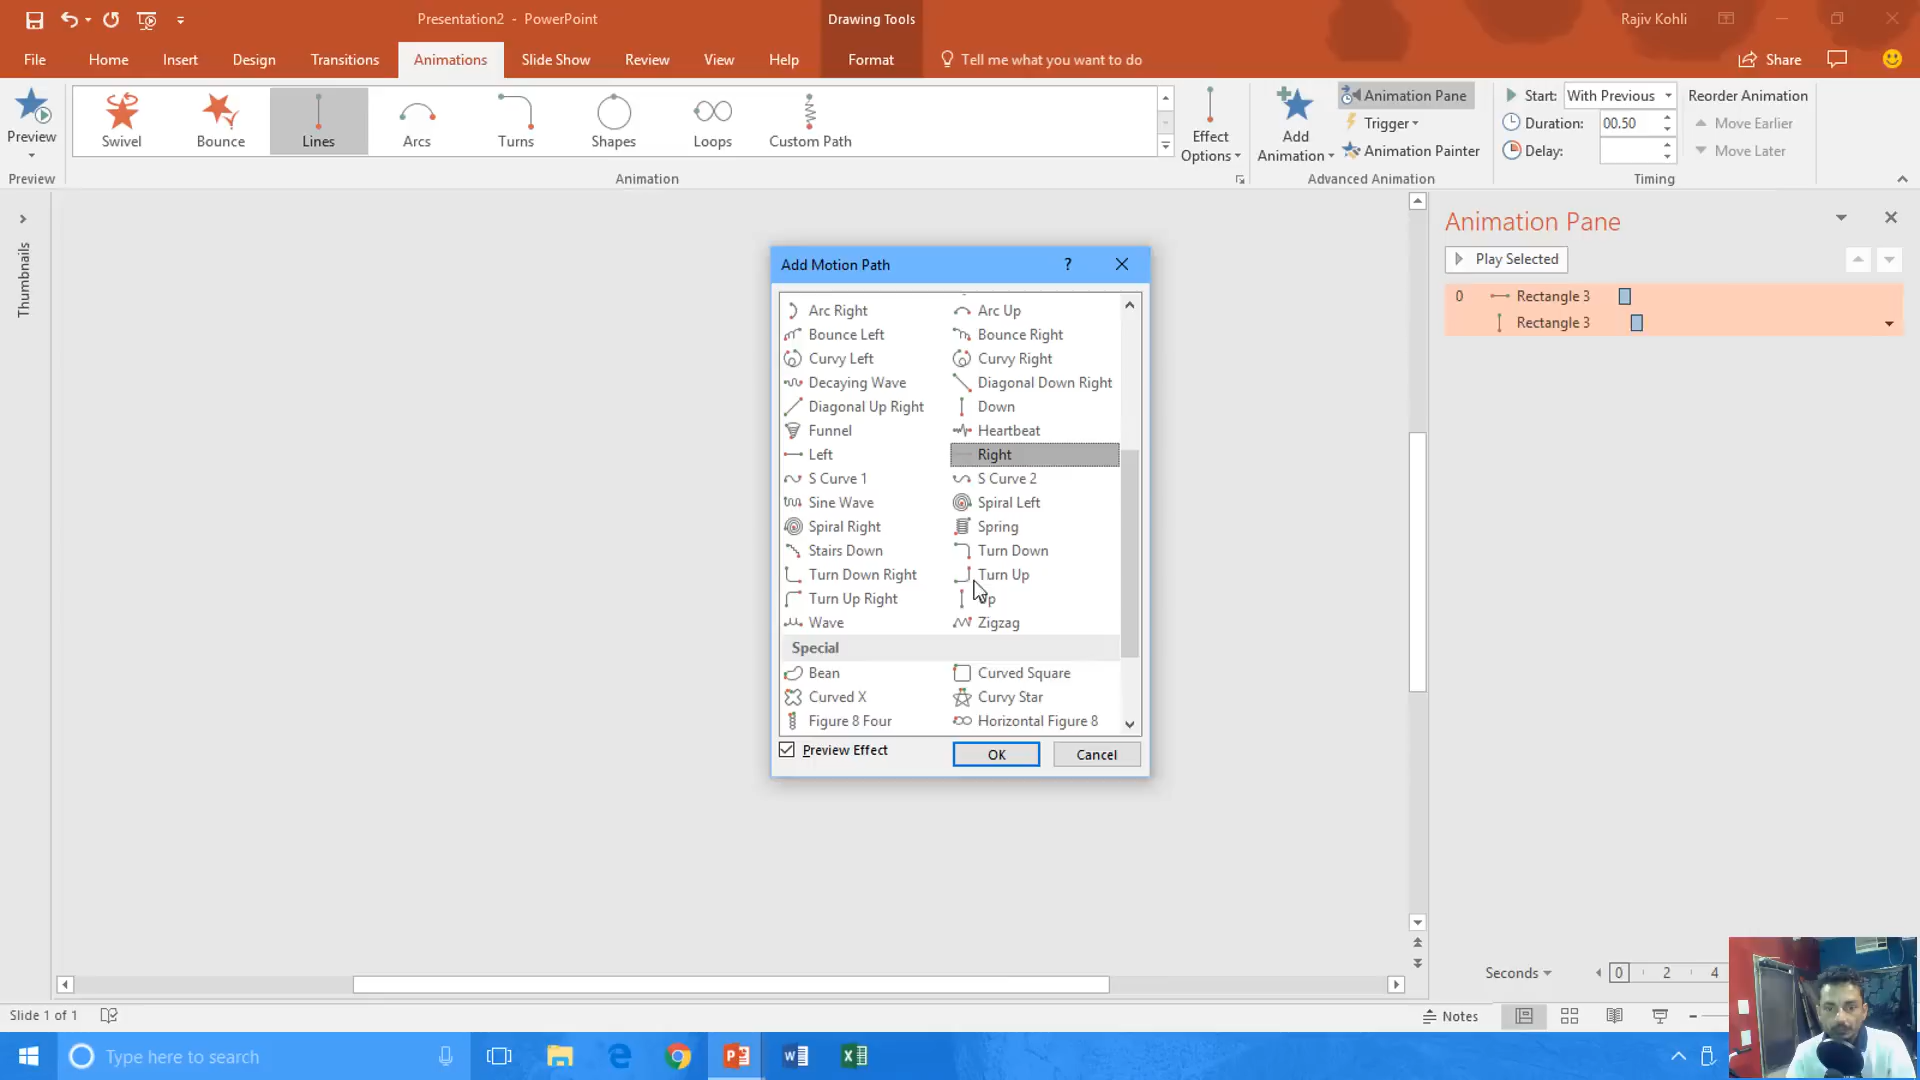 Presentation2 - PowerPoint
Drawing Tools
Rajiv Kohli
File Home Insert Design Transitions Animations Slide Show Review View Help Format Tell me what you want to do Share
Preview
Swivel Bounce Lines Arcs Turns Shapes Loops Custom Path
Effect Options
Add Animation
Animation Pane
Trigger
Animation Painter
Start: With Previous
Duration: 00.50
Delay:
Reorder Animation
Move Earlier
Move Later
Preview Animation Advanced Animation Timing
Thumbnails
Add Motion Path ?
Arc Right Arc Up
Bounce Left Bounce Right
Curvy Left Curvy Right
Decaying Wave Diagonal Down Right
Diagonal Up Right Down
Funnel Heartbeat
Left Right
S Curve 1 S Curve 2
Sine Wave Spiral Left
Spiral Right Spring
Stairs Down Turn Down
Turn Down Right Turn Up
Turn Up Right
Wave Zigzag
Special
Bean Curved Square
Curved X Curvy Star
Figure 8 Four Horizontal Figure 8
Preview Effect OK Cancel
Animation Pane
Play Selected
0 Rectangle 3
Rectangle 3
Seconds 0 2 4
Slide 1 of 1
Notes
Type here to search